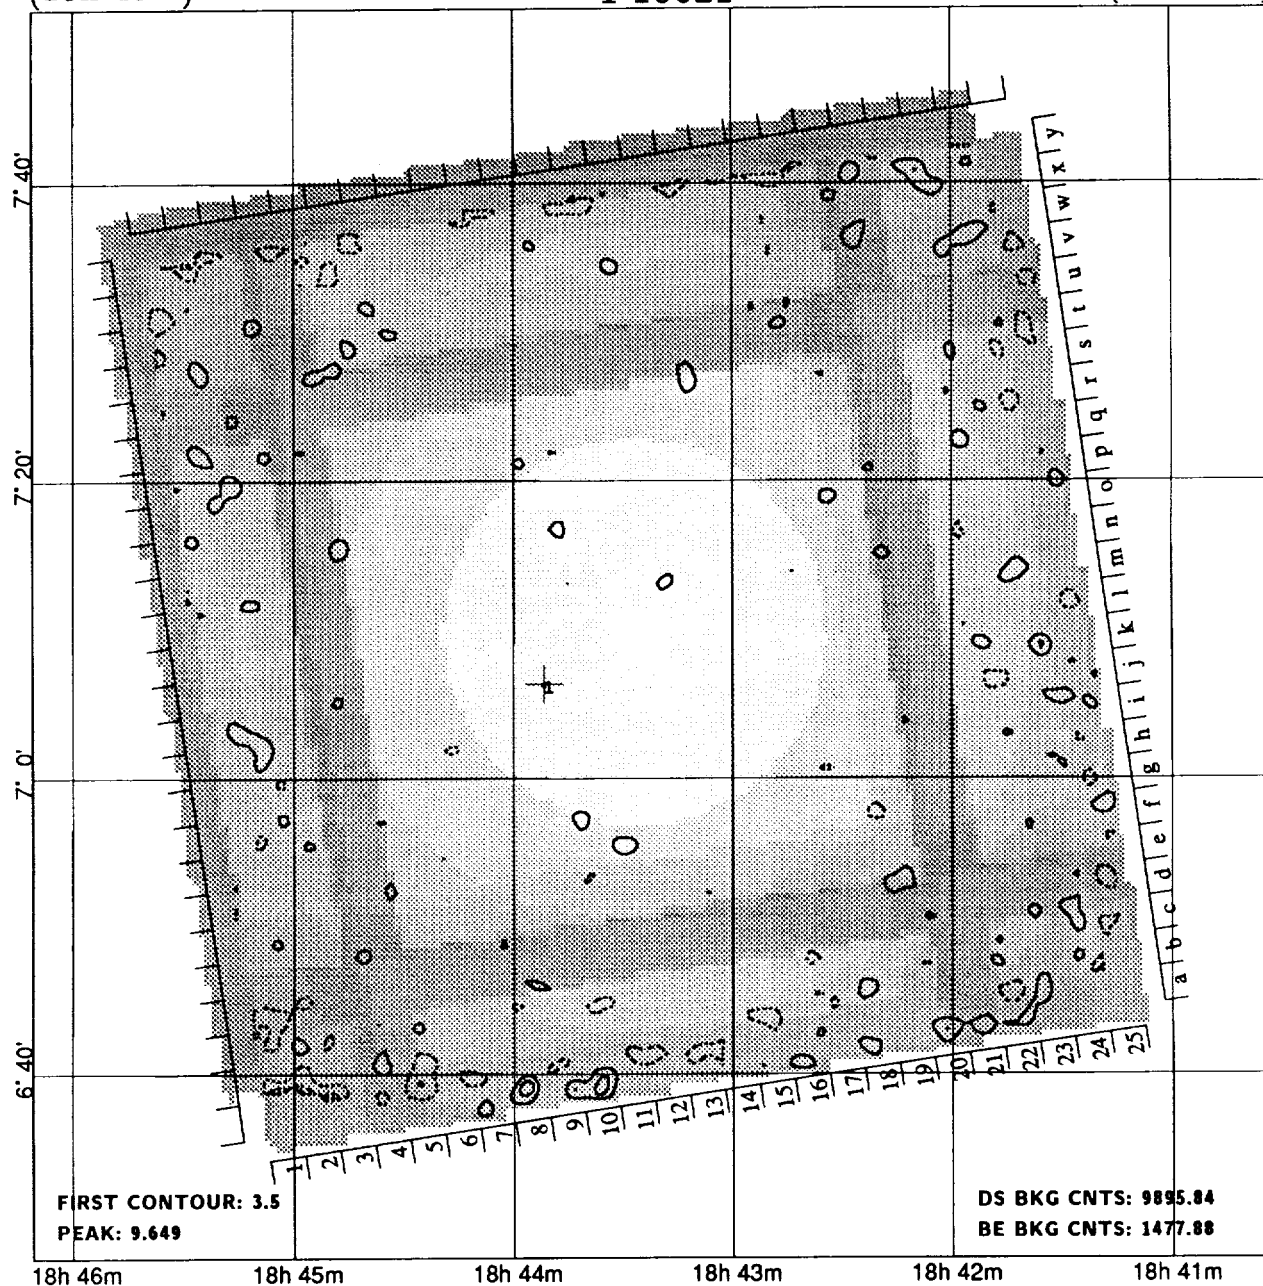 7° 40'
7° 20'
7° 0'
6° 40'
y
x
w
v
u
t
s
r
q
p
o
n
m
l
k
j
i
h
g
f
e
d
c
b
a
1
1 2 3 4 5 6 7 8 9 10 11 12 13 14 15 16 17 18 19 20 21 22 23 24 25
FIRST CONTOUR: 3.5
PEAK: 9.649
DS BKG CNTS: 9895.84
BE BKG CNTS: 1477.88
18h 46m 18h 45m 18h 44m 18h 43m 18h 42m 18h 41m